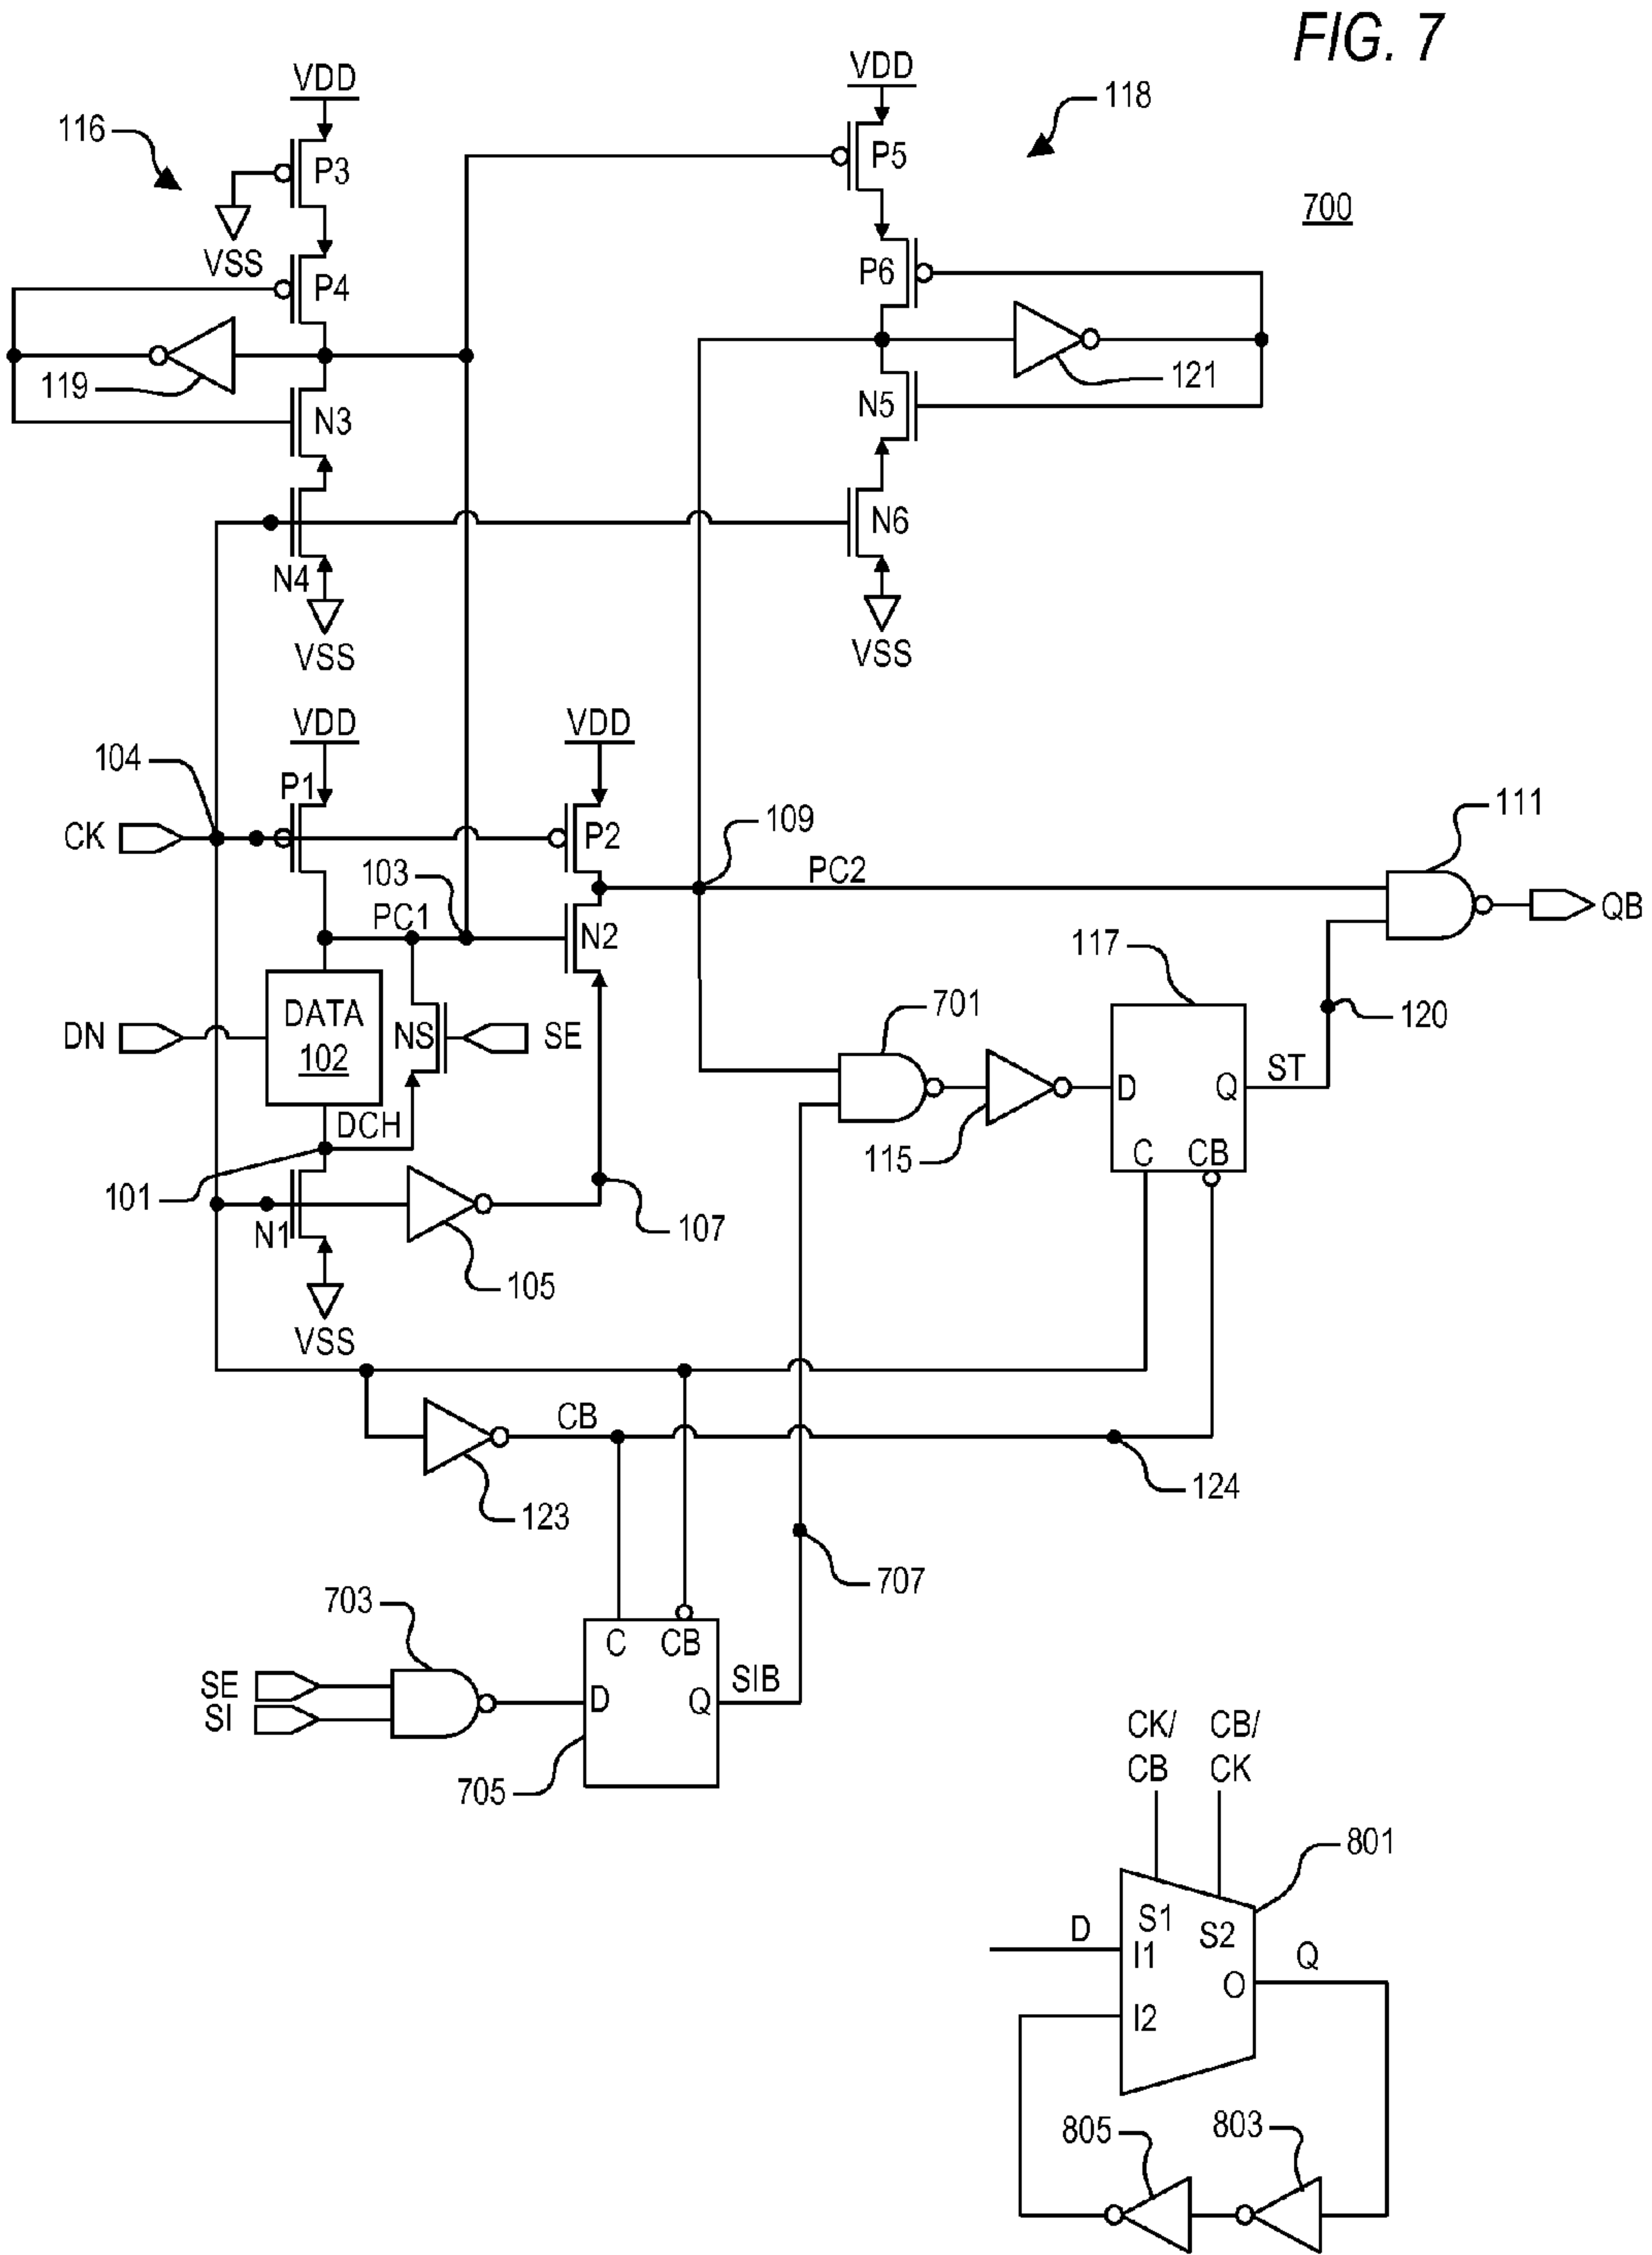 FIG. 7
VDD
VDD
116
118
P3
P5
700
VSS
P4
P6
119
121
N3
N5
N4
N6
VSS
VSS
VDD
VDD
104
P1
111
CK
P2
109
103
PC2
QB
PC1
N2
117
DN
DATA
102
NS
SE
701
120
ST
D
Q
DCH
C
CB
101
115
N1
107
105
VSS
CB
124
123
707
703
C
CB
SE
SI
D
Q
SIB
705
CK/
CB
CB/
CK
801
D
S1
S2
I1
Q
O
I2
805
803